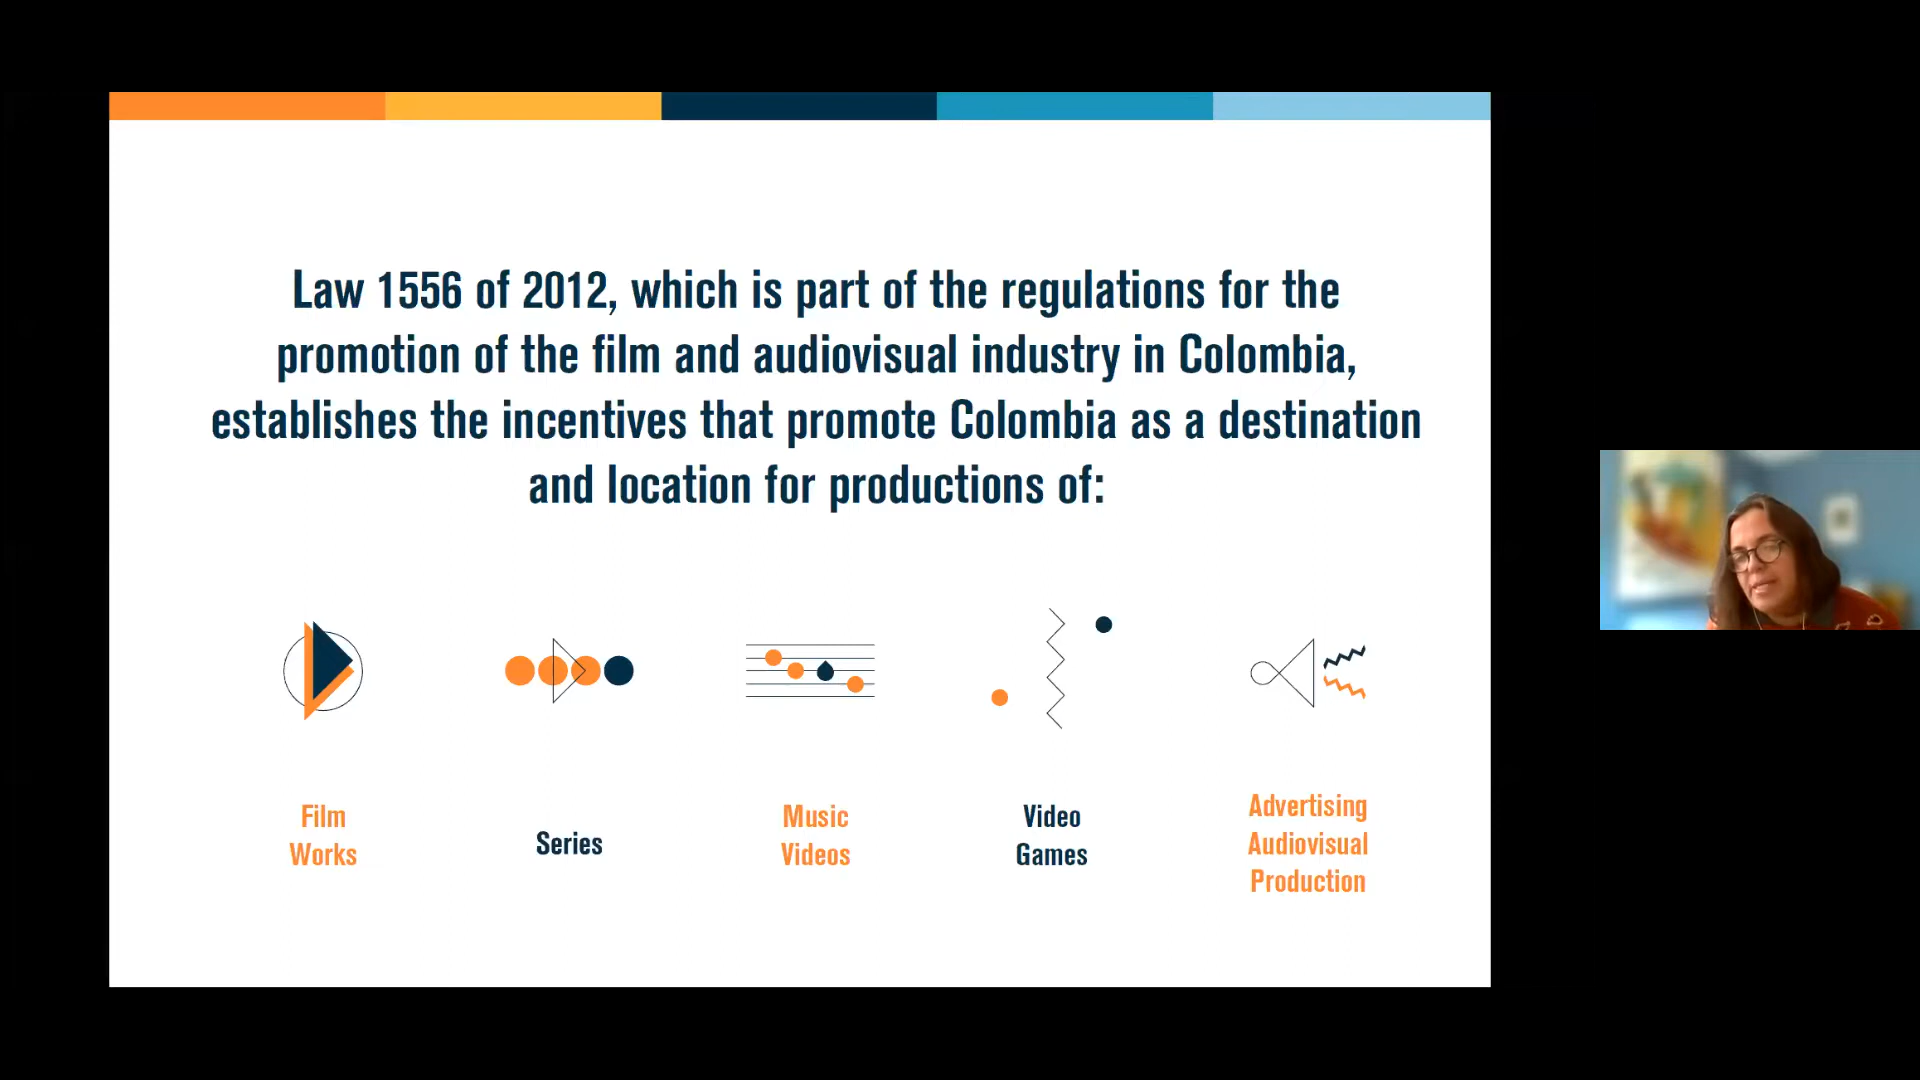 Law 1556 of 2012, which is part of the regulations for the
promotion of the film and audiovisual industry in Colombia,
establishes the incentives that promote Colombia as a destination
and location for productions of:
Film
Works
Series
Music
Videos
Video
Games
Advertising
Audiovisual
Production